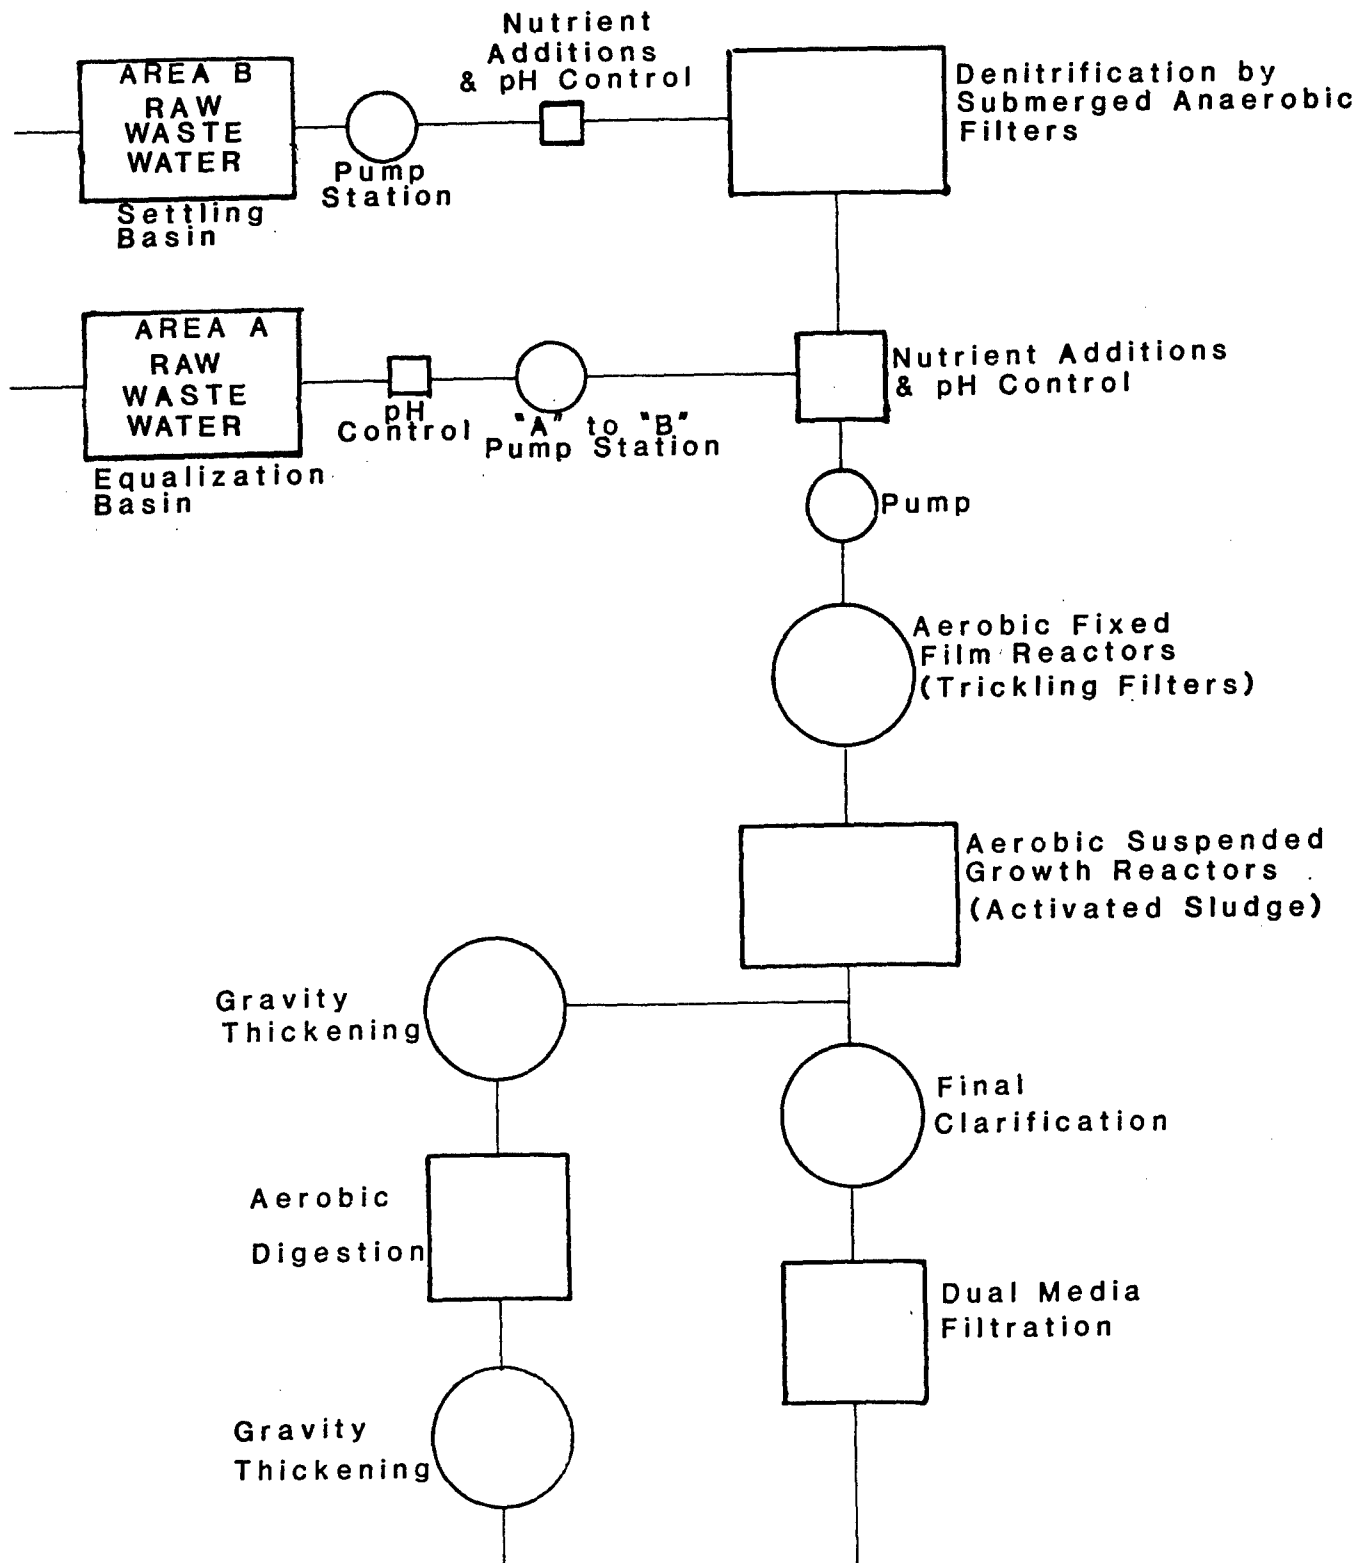 Nutrient
Additions
& pH Control
AREA B
RAW
WASTE
WATER
Settling
Basin
Pump
Station
Denitrification by
Submerged Anaerobic
Filters
AREA A
RAW
WASTE
WATER
Equalization
Basin
pH
Control
"A" to "B"
Pump Station
Nutrient Additions
& pH Control
Pump
Aerobic Fixed
Film Reactors
(Trickling Filters)
Aerobic Suspended
Growth Reactors
(Activated Sludge)
Gravity
Thickening
Final
Clarification
Aerobic
Digestion
Dual Media
Filtration
Gravity
Thickening